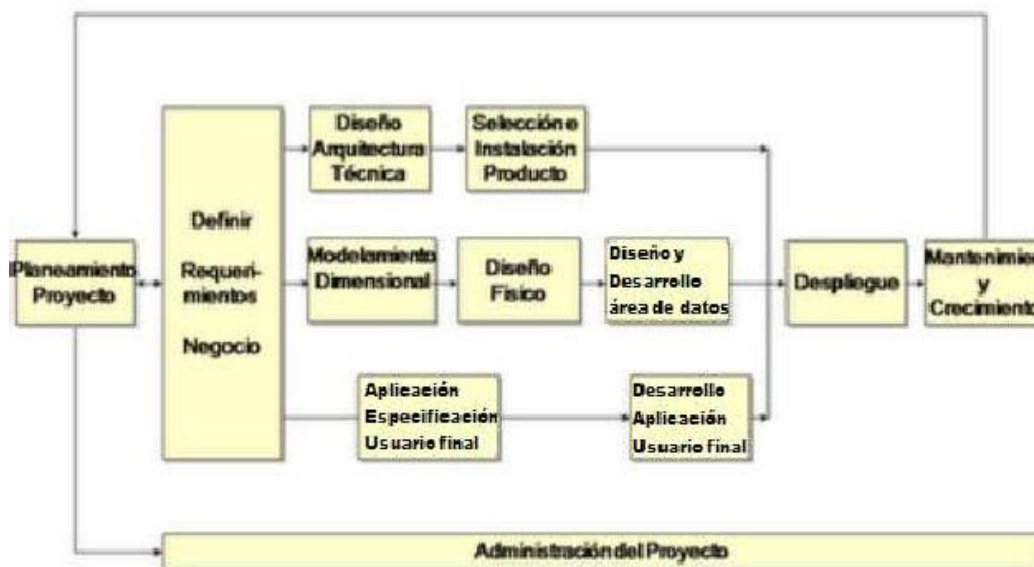 Diseño
Arquitectura
Técnica
Selección e
Instalación
Producto
Definir
Requeri-
mientos
Negocio
Planeamiento
Proyecto
Modelamiento
Dimensional
Diseño
Físico
Diseño y
Desarrollo
área de datos
Despliegue
Mantenimiec
y
Crecimiento
Aplicación
Especificación
Usuario final
Desarrollo
Aplicación
Usuario final
Administración del Proyecto